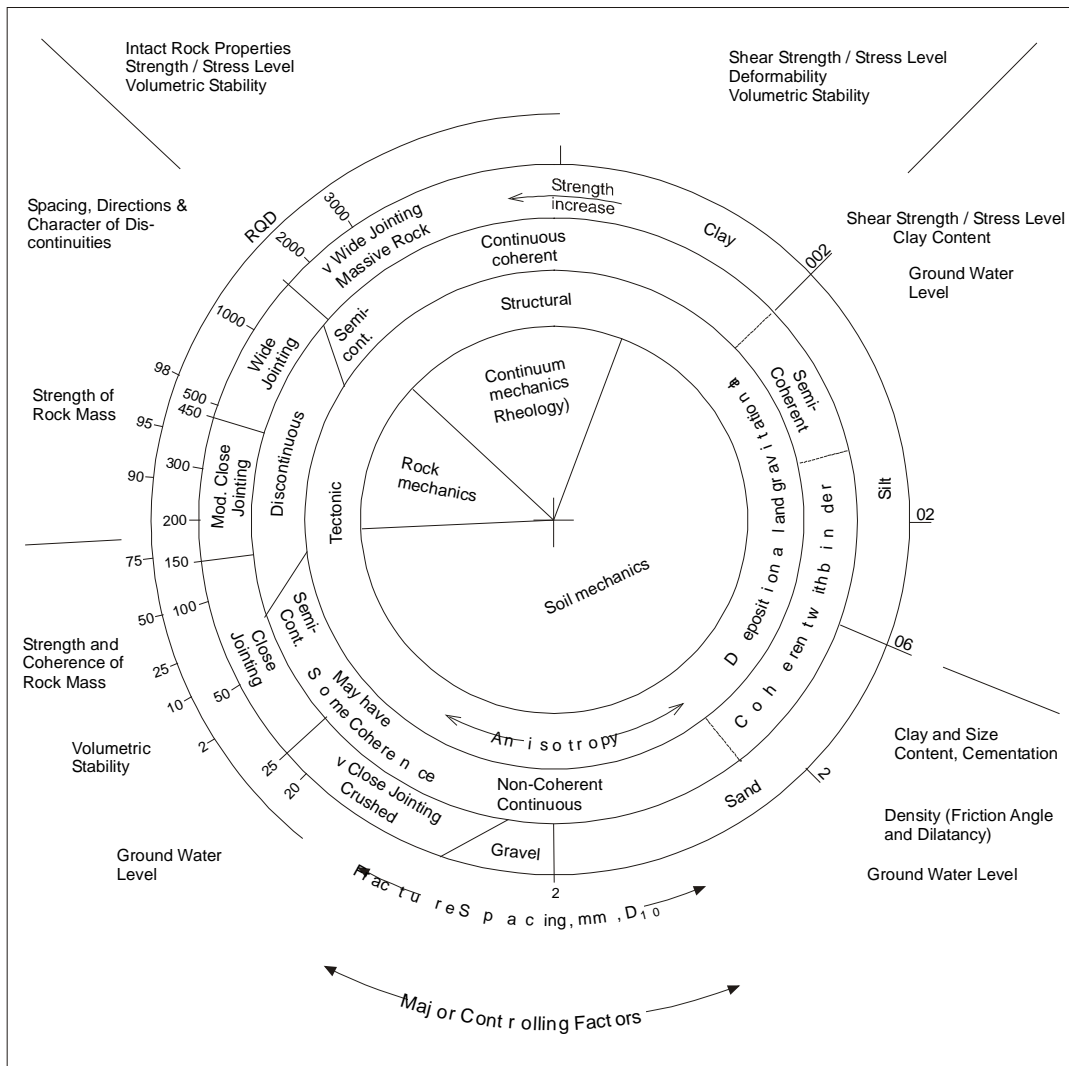 Intact Rock Properties
Strength / Stress Level
Volumetric Stability
Shear Strength / Stress Level
Deformability
Volumetric Stability
Spacing, Directions &
Character of Dis-
continuities
Shear Strength / Stress Level
Clay Content
Ground Water
Level
Strength of
Rock Mass
Strength and
Coherence of
Rock Mass
Volumetric
Stability
Ground Water
Level
Clay and Size
Content, Cementation
Density (Friction Angle
and Dilatancy)
Ground Water Level
RQD
98
95
90
75
50
25
10
2
3000
2000
1000
500
450
300
200
150
100
50
25
20
v Wide Jointing
Massive Rock
Wide
Jointing
Mod. Close
Jointing
Close
Jointing
v Close Jointing
Crushed
Gravel
Sand
Silt
Clay
Strength
increase
002
02
06
2
2
Continuous
coherent
Semi-
cont.
Discontinuous
Semi-
Cont.
May have
Some Coherence
Non-Coherent
Continuous
Coherent with binder
Semi-
Coherent
Structural
Tectonic
Depositional and gravitational
Anisotropy
Continuum
mechanics
Rheology)
Rock
mechanics
Soil mechanics
Fracture Spacing, mm, D10
Major Controlling Factors